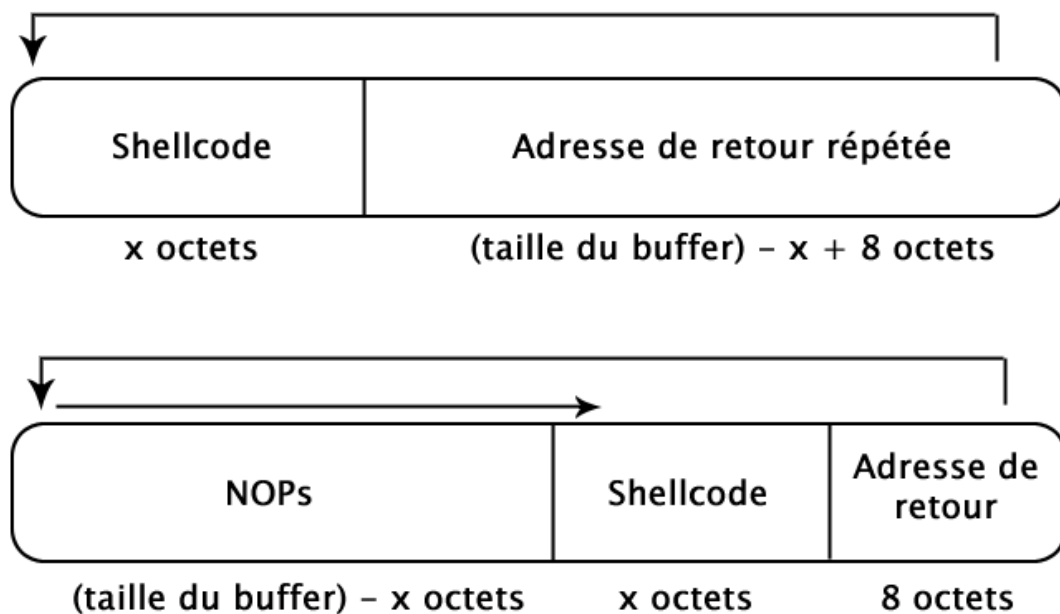 Shellcode
Adresse de retour répétée
x octets
(taille du buffer) – x + 8 octets
NOPs
Shellcode
Adresse de
retour
(taille du buffer) – x octets
x octets
8 octets